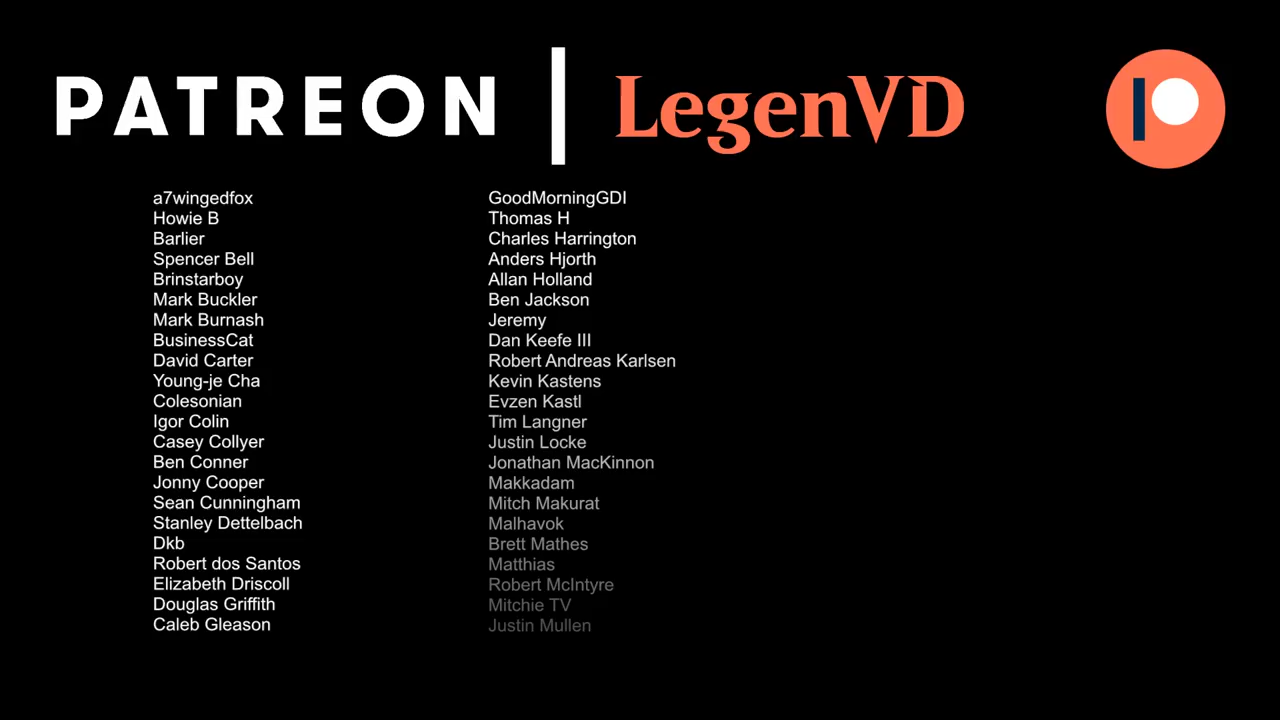 PATREON | LegenVD
a7wingedfox
Howie B
Barlier
Spencer Bell
Brinstarboy
Mark Buckler
Mark Burnash
BusinessCat
David Carter
Young-je Cha
Colesonian
Igor Colin
Casey Collyer
Ben Conner
Jonny Cooper
Sean Cunningham
Stanley Dettelbach
Dkb
Robert dos Santos
Elizabeth Driscoll
Douglas Griffith
Caleb Gleason
GoodMorningGDI
Thomas H
Charles Harrington
Anders Hjorth
Allan Holland
Ben Jackson
Jeremy
Dan Keefe III
Robert Andreas Karlsen
Kevin Kastens
Evzen Kastl
Tim Langner
Justin Locke
Jonathan MacKinnon
Makkadam
Mitch Makurat
Malhavok
Brett Mathes
Matthias
Robert McIntyre
Mitchie TV
Justin Mullen